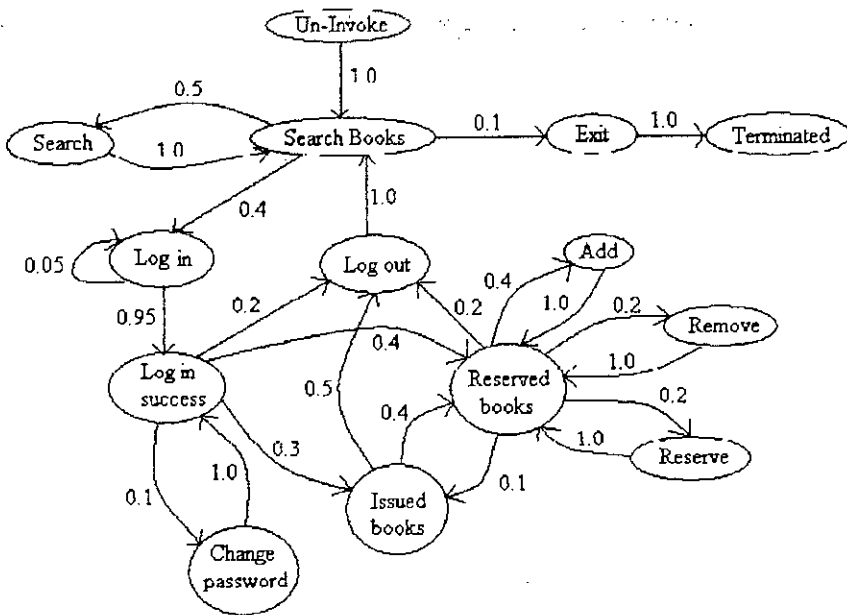 Un-Invoke
1.0
0.5
Search
1.0
Search Books
0.1
Exit
1.0
Terminated
0.4
1.0
0.05
Log in
Log out
Add
0.4
1.0
0.2
Remove
0.95
0.2
0.2
0.4
1.0
Log in
success
Reserved
books
0.5
0.4
0.2
1.0
Reserve
0.3
0.1
1.0
0.1
Issued
books
Change
password